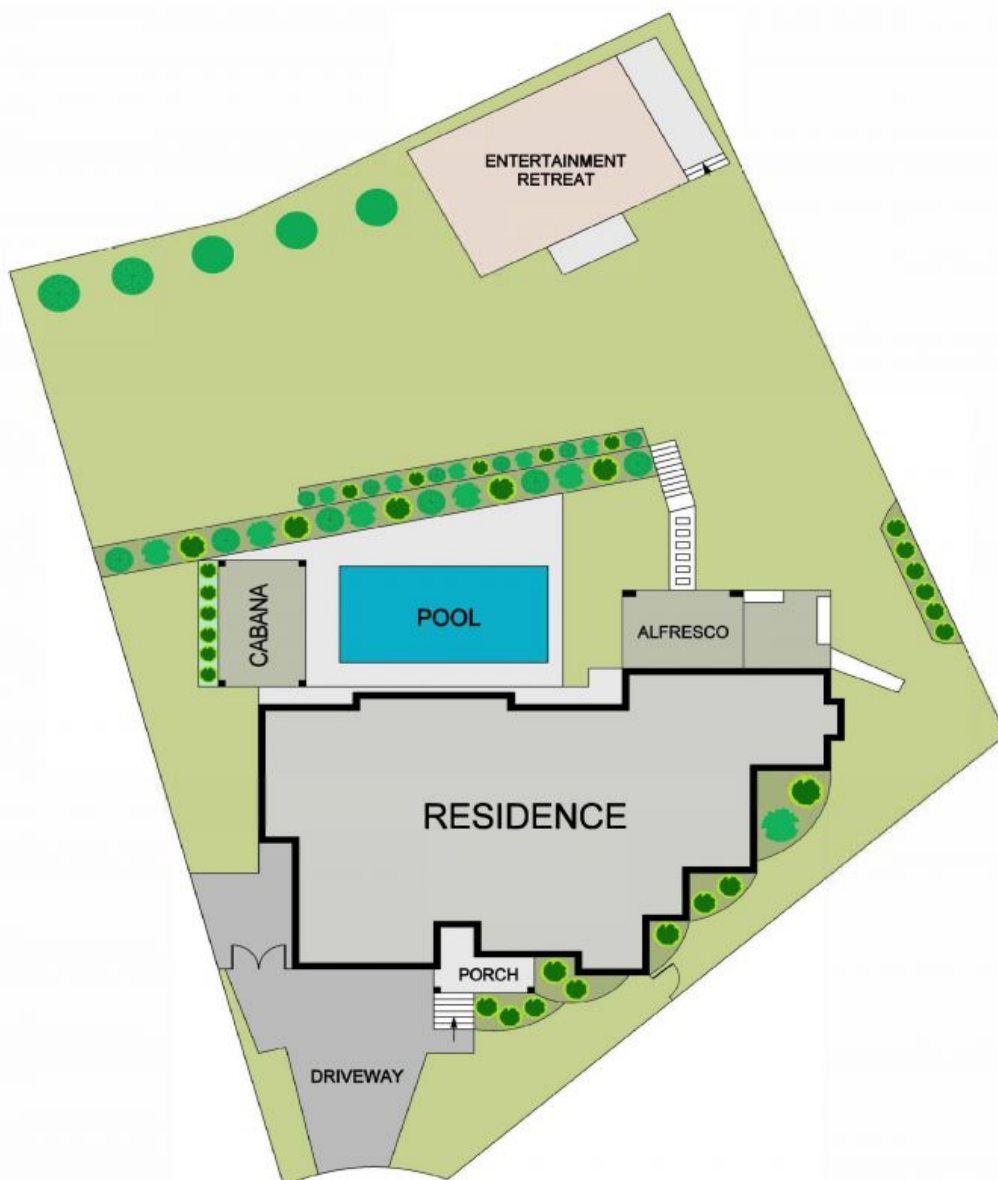 ENTERTAINMENT
RETREAT
CABANA
POOL
ALFRESCO
RESIDENCE
PORCH
DRIVEWAY